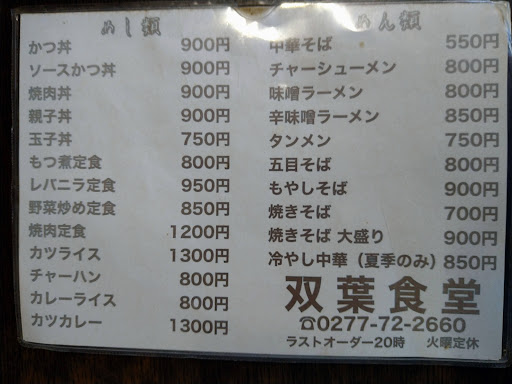 めし類
かつ丼 900円
ソースかつ丼 900円
焼肉丼 900円
親子丼 900円
玉子丼 750円
もつ煮定食 800円
レバニラ定食 950円
野菜炒め定食 850円
焼肉定食 1200円
カツライス 1300円
チャーハン 800円
カレーライス 800円
カツカレー 1300円
めん類
中華そば 550円
チャーシューメン 800円
味噌ラーメン 800円
辛味噌ラーメン 850円
タンメン 750円
五目そば 800円
もやしそば 900円
焼きそば 700円
焼きそば 大盛り 900円
冷やし中華（夏季のみ）850円
双葉食堂
☎0277-72-2660
ラストオーダー20時 火曜定休